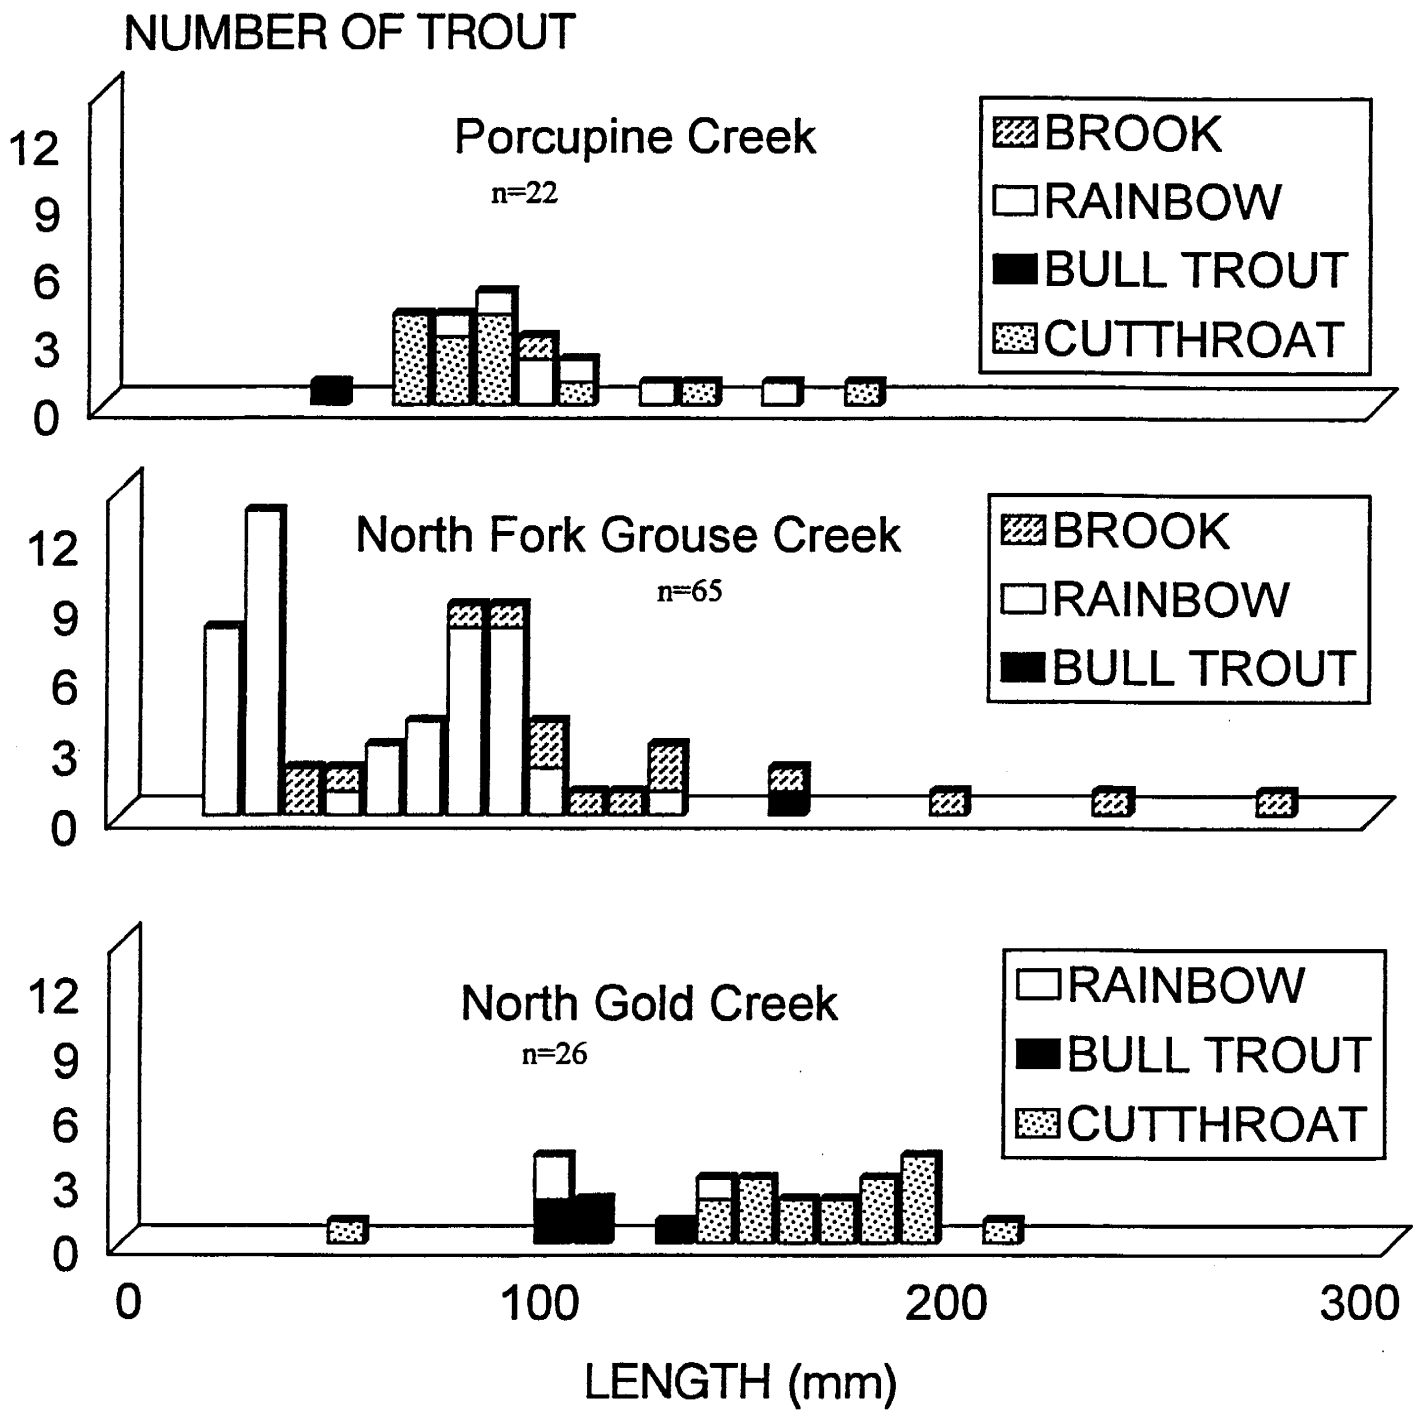 NUMBER OF TROUT
Porcupine Creek
n=22
12
9
6
3
0
BROOK
RAINBOW
BULL TROUT
CUTTHROAT
North Fork Grouse Creek
n=65
12
9
6
3
0
BROOK
RAINBOW
BULL TROUT
North Gold Creek
n=26
12
9
6
3
0
RAINBOW
BULL TROUT
CUTTHROAT
0 100 200 300
LENGTH (mm)